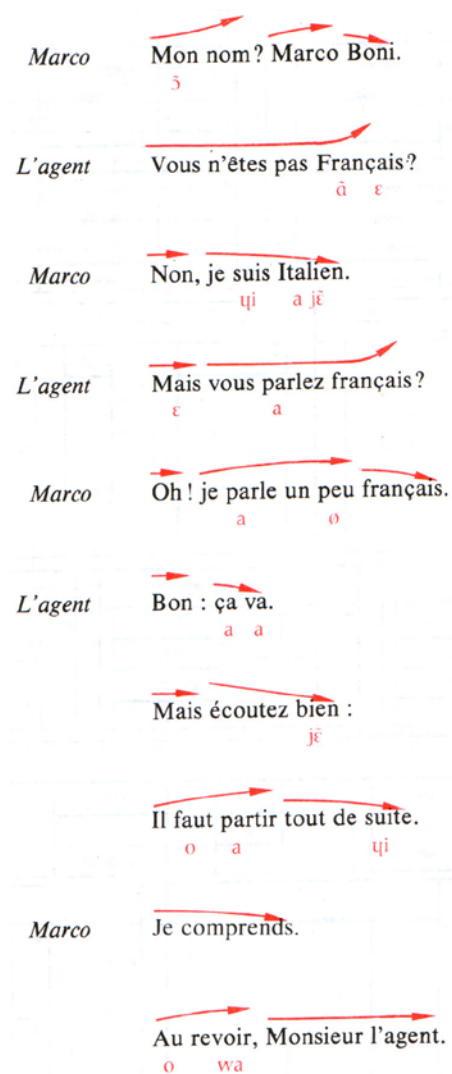 Marco Mon nom? Marco Boni.
ɔ̃
L'agent Vous n'êtes pas Français?
ɑ̃ ɛ
Marco Non, je suis Italien.
ɥi a jɛ̃
L'agent Mais vous parlez français?
ɛ a
Marco Oh! je parle un peu français.
a ø
L'agent Bon : ça va.
a a
Mais écoutez bien :
jɛ̃
Il faut partir tout de suite.
o a ɥi
Marco Je comprends.
Au revoir, Monsieur l'agent.
o wa